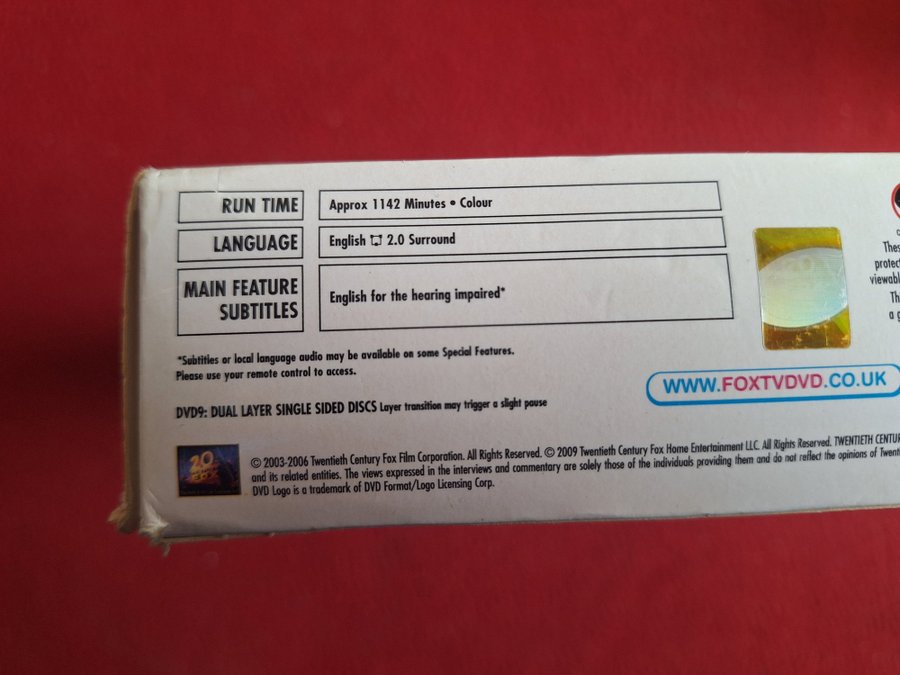 RUN TIME
Approx 1142 Minutes • Colour
LANGUAGE
English 2.0 Surround
MAIN FEATURE
SUBTITLES
English for the hearing impaired*
*Subtitles or local language audio may be available on some Special Features.
Please use your remote control to access.
DVD9: DUAL LAYER SINGLE SIDED DISCS Layer transition may trigger a slight pause
WWW.FOXTVDVD.CO.UK
20
© 2003-2006 Twentieth Century Fox Film Corporation. All Rights Reserved. © 2009 Twentieth Century Fox Home Entertainment LLC. All Rights Reserved. TWENTIETH
and its related entities. The views expressed in the interviews and commentary are solely those of the individuals providing them and do not reflect the opinions of
DVD Logo is a trademark of DVD Format/Logo Licensing Corp.